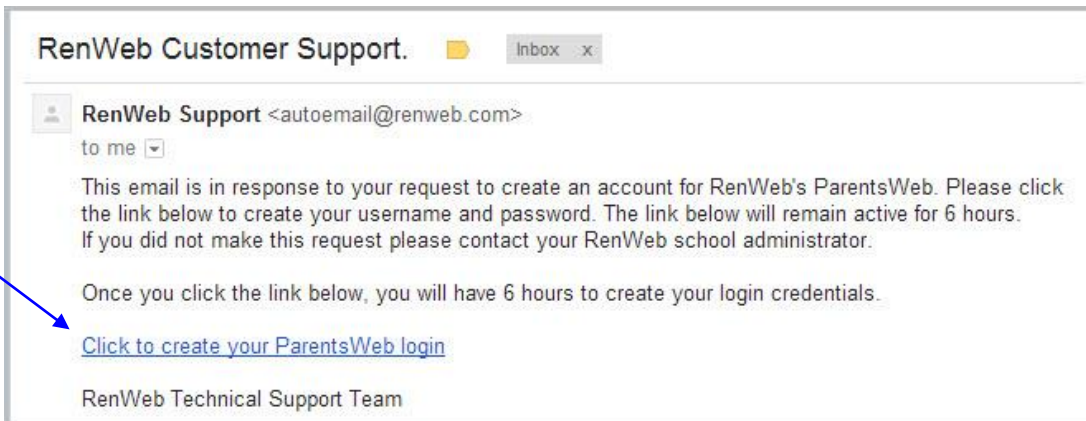 RenWeb Customer Support. Inbox x
RenWeb Support <autoemail@renweb.com>
to me
This email is in response to your request to create an account for RenWeb's ParentsWeb. Please click
the link below to create your username and password. The link below will remain active for 6 hours.
If you did not make this request please contact your RenWeb school administrator.
Once you click the link below, you will have 6 hours to create your login credentials.
Click to create your ParentsWeb login
RenWeb Technical Support Team